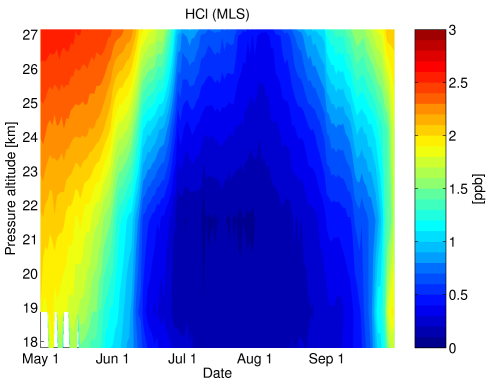 HCl (MLS)
27
26
25
24
23
22
21
20
19
18
Pressure altitude [km]
May 1
Jun 1
Jul 1
Aug 1
Sep 1
Date
3
2.5
2
1.5
1
0.5
0
[ppb]